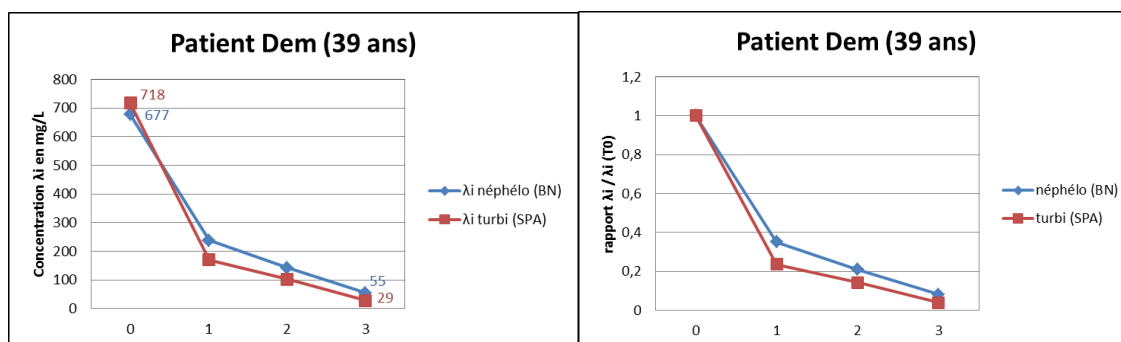 Patient Dem (39 ans)
Concentration λi en mg/L
800
700
600
500
400
300
200
100
0
718
677
55
29
0 1 2 3
λi néphélo (BN)
λi turbi (SPA)
Patient Dem (39 ans)
rapport λi / λi (T0)
1,2
1
0,8
0,6
0,4
0,2
0
0 1 2 3
néphélo (BN)
turbi (SPA)